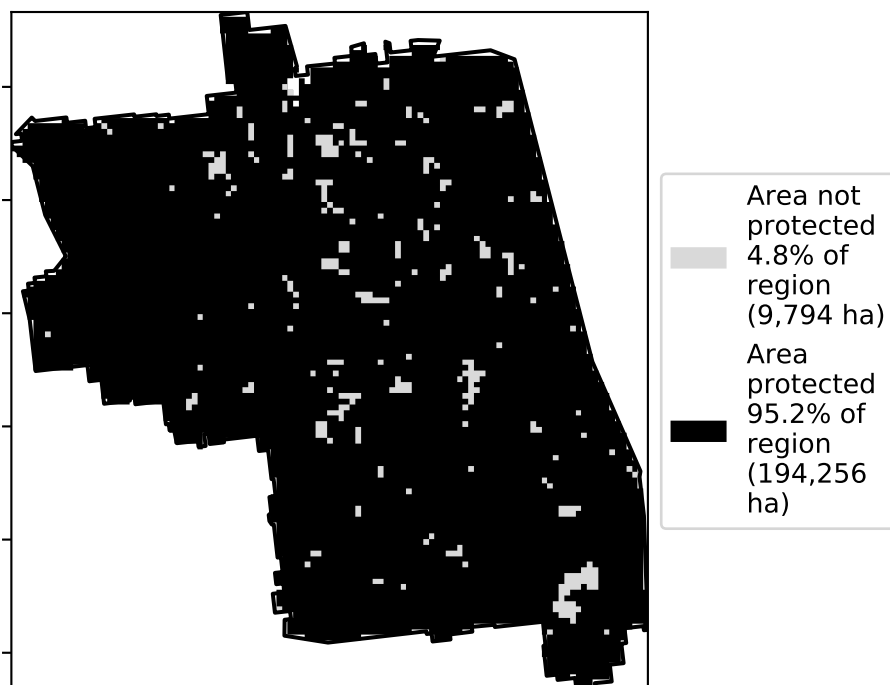 Area not
protected
4.8% of
region
(9,794 ha)
Area
protected
95.2% of
region
(194,256
ha)